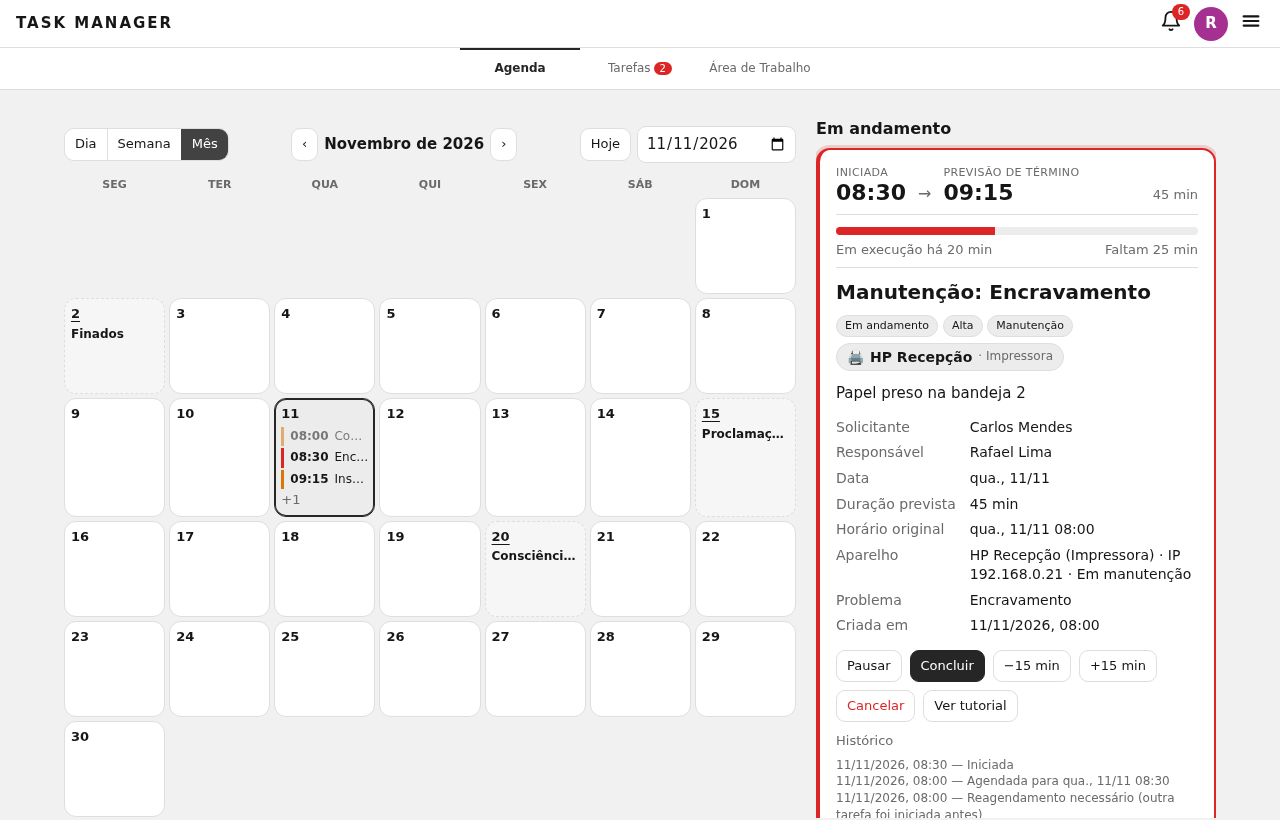 TASK MANAGER
6
R
Agenda
Tarefas 2
Área de Trabalho
Dia Semana Mês
‹ Novembro de 2026 ›
Hoje 11/11/2026
SEG TER QUA QUI SEX SÁB DOM
1
2 3 4 5 6 7 8
Finados
9 10 11 12 13 14 15
08:00 Co…
08:30 Enc…
09:15 Ins…
+1
Proclamaç…
16 17 18 19 20 21 22
Consciênci…
23 24 25 26 27 28 29
30
Em andamento
INICIADA PREVISÃO DE TÉRMINO
08:30 → 09:15 45 min
Em execução há 20 min Faltam 25 min
Manutenção: Encravamento
Em andamento Alta Manutenção
HP Recepção · Impressora
Papel preso na bandeja 2
Solicitante Carlos Mendes
Responsável Rafael Lima
Data qua., 11/11
Duração prevista 45 min
Horário original qua., 11/11 08:00
Aparelho HP Recepção (Impressora) · IP
192.168.0.21 · Em manutenção
Problema Encravamento
Criada em 11/11/2026, 08:00
Pausar Concluir −15 min +15 min
Cancelar Ver tutorial
Histórico
11/11/2026, 08:30 — Iniciada
11/11/2026, 08:00 — Agendada para qua., 11/11 08:30
11/11/2026, 08:00 — Reagendamento necessário (outra
tarefa foi iniciada antes)